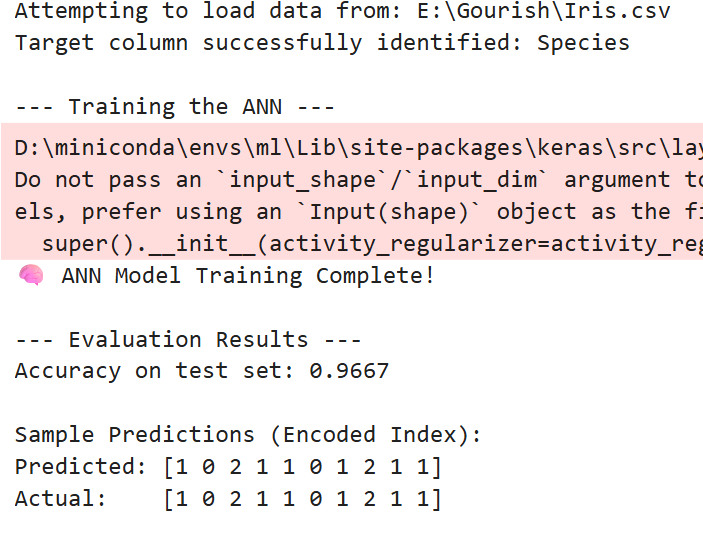 Attempting to load data from: E:\Gourish\Iris.csv
Target column successfully identified: Species
--- Training the ANN ---
D:\miniconda\envs\ml\Lib\site-packages\keras\src\lay
Do not pass an `input_shape`/`input_dim` argument to
els, prefer using an `Input(shape)` object as the fi
super().__init__(activity_regularizer=activity_reg
🧠 ANN Model Training Complete!
--- Evaluation Results ---
Accuracy on test set: 0.9667
Sample Predictions (Encoded Index):
Predicted: [1 0 2 1 1 0 1 2 1 1]
Actual:    [1 0 2 1 1 0 1 2 1 1]